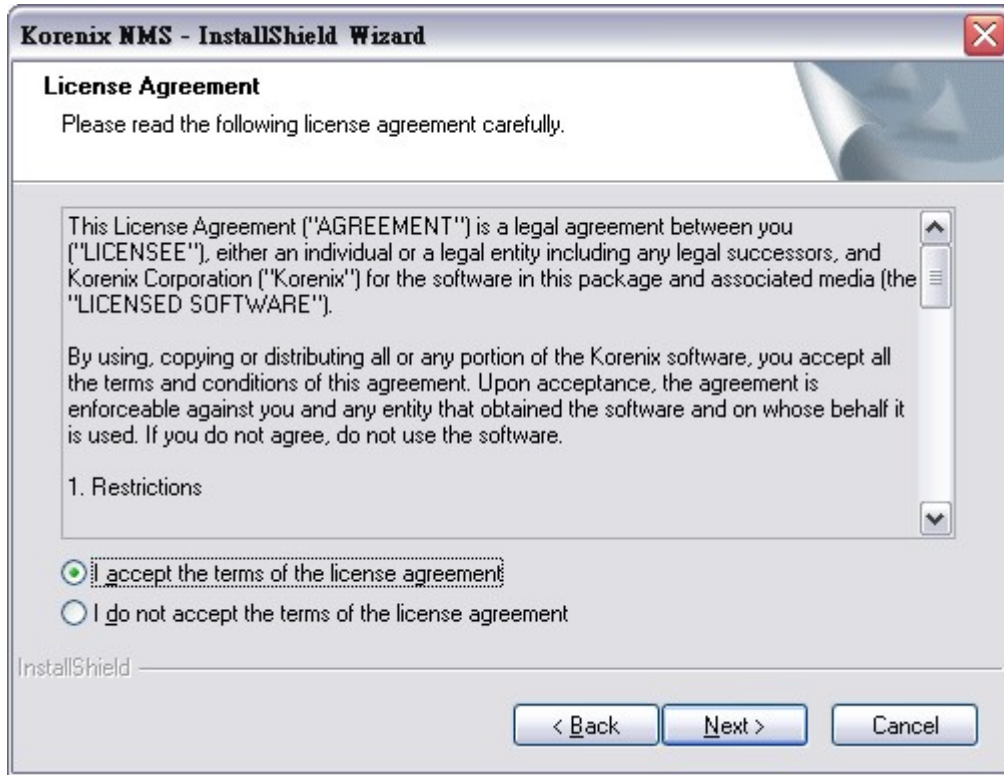 Korenix NMS - InstallShield Wizard
License Agreement
Please read the following license agreement carefully.
This License Agreement ("AGREEMENT") is a legal agreement between you
("LICENSEE"), either an individual or a legal entity including any legal successors, and
Korenix Corporation ("Korenix") for the software in this package and associated media (the
"LICENSED SOFTWARE").
By using, copying or distributing all or any portion of the Korenix software, you accept all
the terms and conditions of this agreement. Upon acceptance, the agreement is
enforceable against you and any entity that obtained the software and on whose behalf it
is used. If you do not agree, do not use the software.
1. Restrictions
I accept the terms of the license agreement
I do not accept the terms of the license agreement
InstallShield
< Back
Next >
Cancel